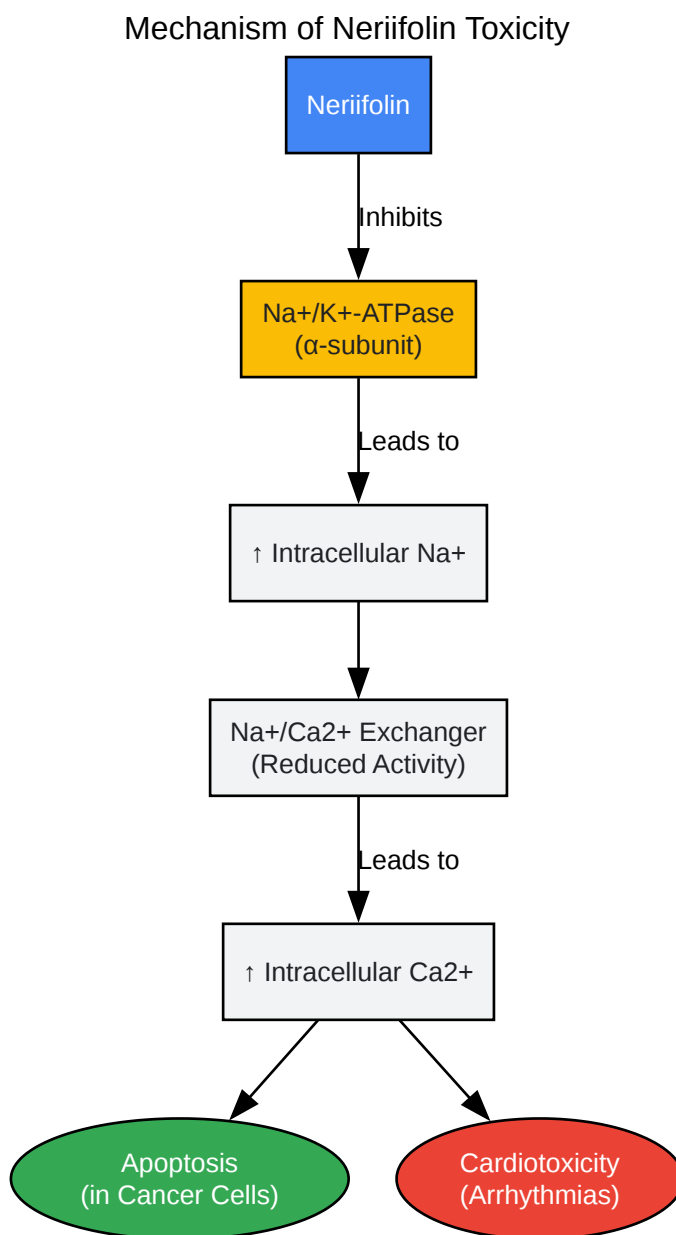 Mechanism of Neriifolin Toxicity
Neriifolin
Inhibits
Na+/K+-ATPase
(α-subunit)
Leads to
↑ Intracellular Na+
Na+/Ca2+ Exchanger
(Reduced Activity)
Leads to
↑ Intracellular Ca2+
Apoptosis
(in Cancer Cells)
Cardiotoxicity
(Arrhythmias)